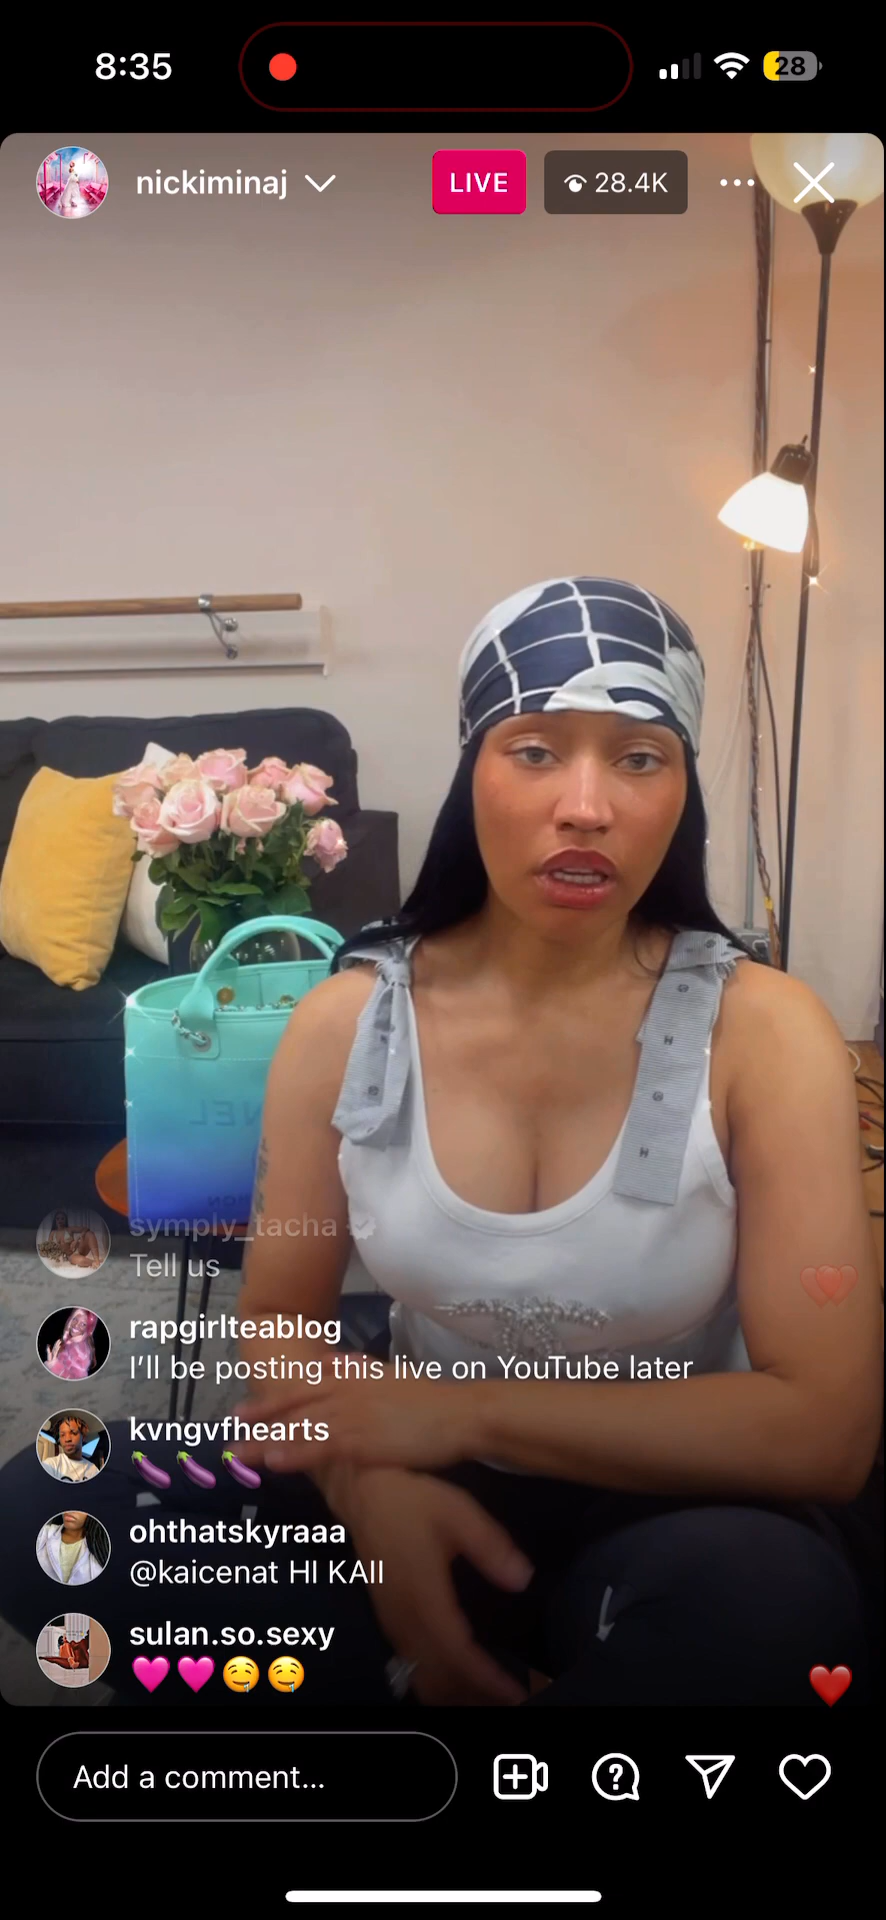 8:35
28
nickiminaj
LIVE
28.4K
symply_tacha
Tell us
rapgirlteablog
I’ll be posting this live on YouTube later
kvngvfhearts
🍆🍆🍆
ohthatskyraaa
@kaicenat HI KAII
sulan.so.sexy
💗💗🤤🤤
Add a comment...